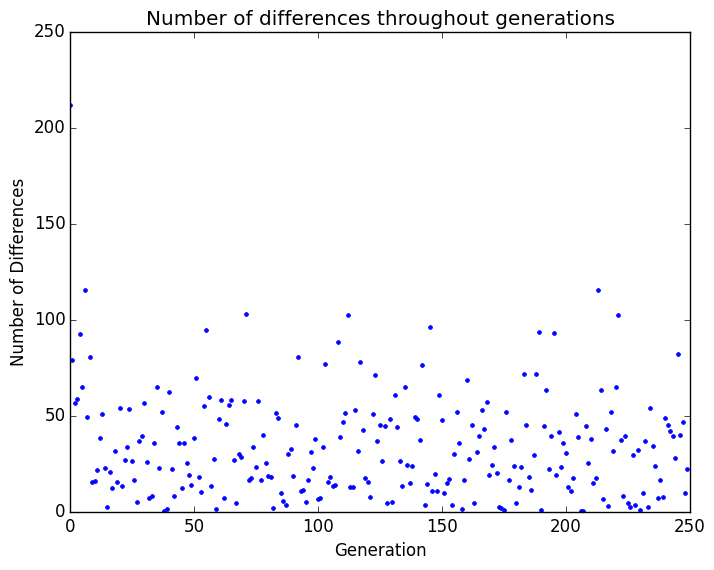 Number of differences throughout generations
250
200
150
100
50
0
Number of Differences
0 50 100 150 200 250
Generation